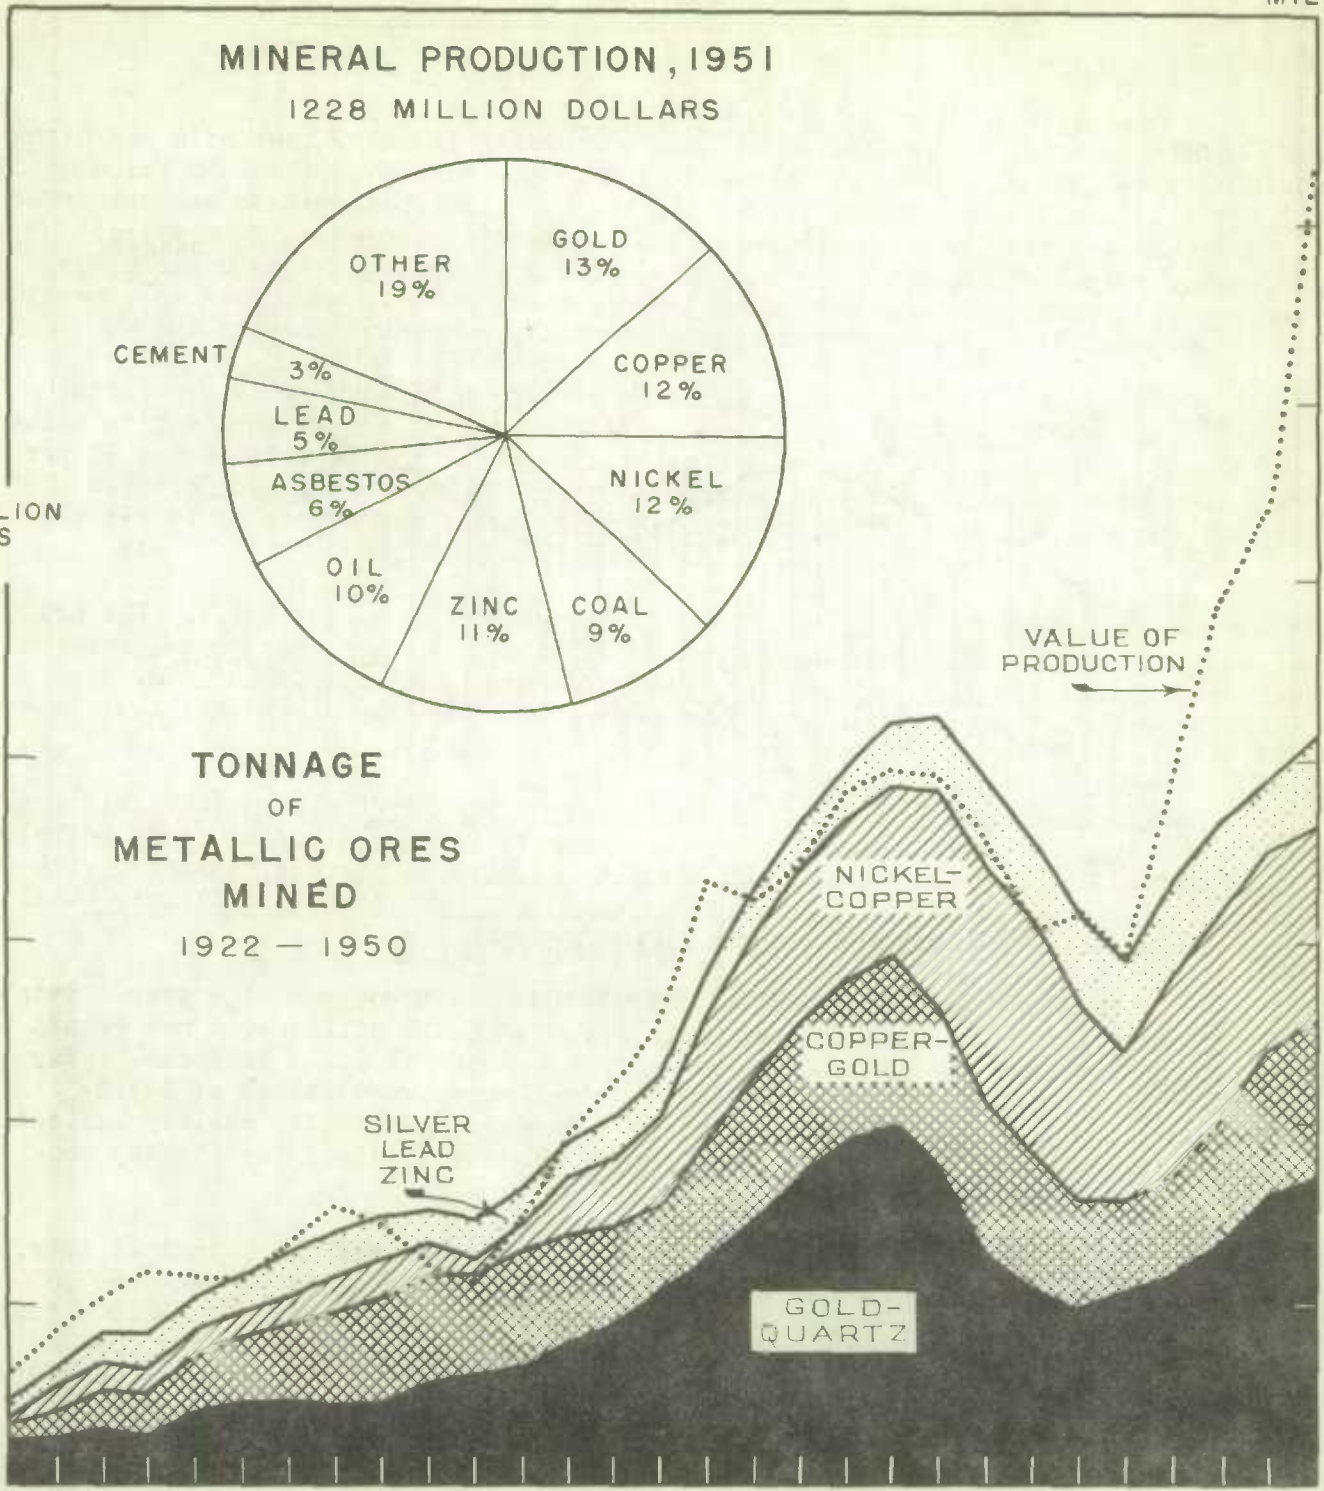 MINERAL PRODUCTION, 1951
1228 MILLION DOLLARS
GOLD
13%
OTHER
19%
COPPER
12%
CEMENT
3%
LEAD
5%
NICKEL
12%
ASBESTOS
6%
OIL
10%
ZINC
11%
COAL
9%
VALUE OF
PRODUCTION
TONNAGE
OF
METALLIC ORES
MINED
1922 — 1950
NICKEL-
COPPER
COPPER-
GOLD
SILVER
LEAD
ZINC
GOLD-
QUARTZ